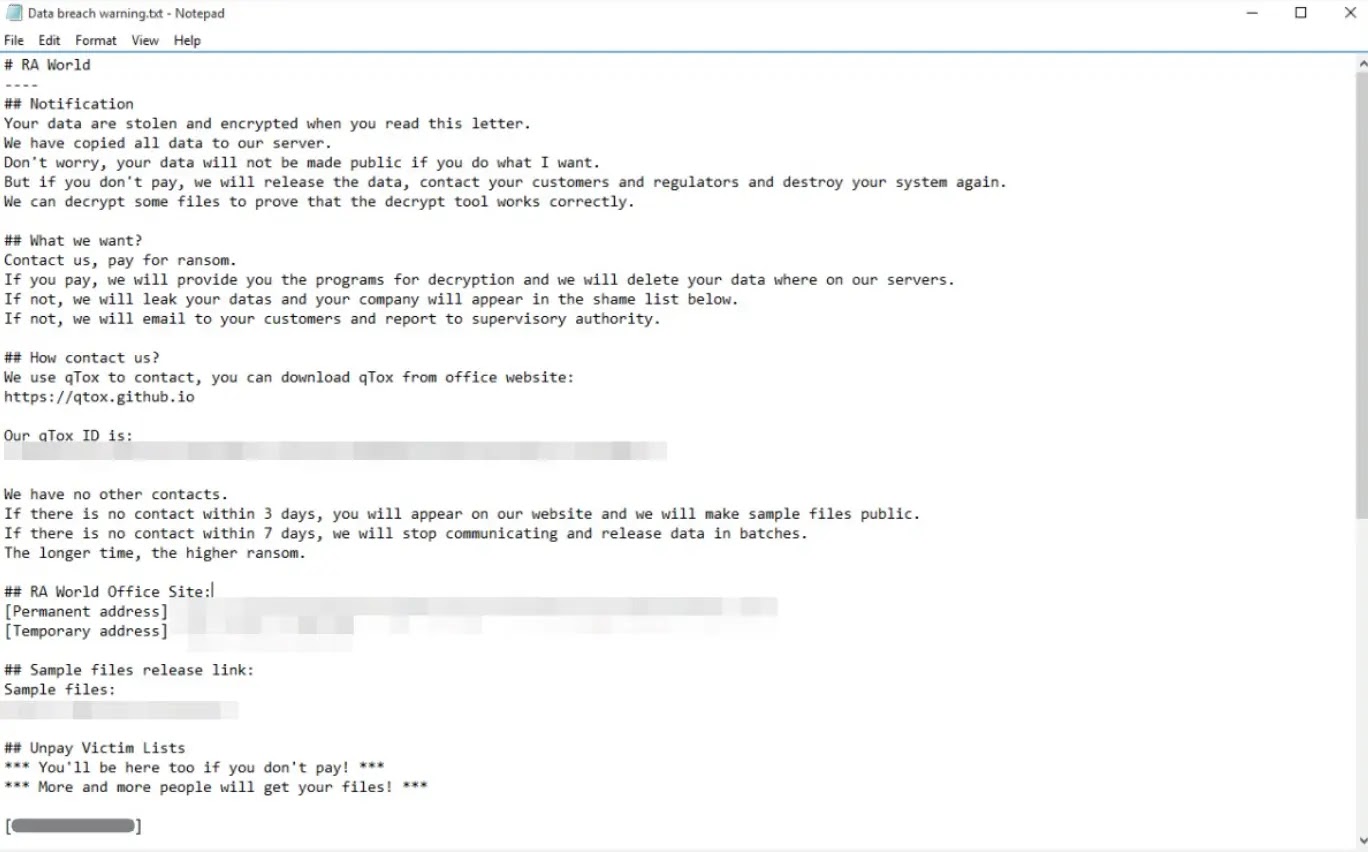 Data breach warning.txt - Notepad
File Edit Format View Help
# RA World
----
## Notification
Your data are stolen and encrypted when you read this letter.
We have copied all data to our server.
Don't worry, your data will not be made public if you do what I want.
But if you don't pay, we will release the data, contact your customers and regulators and destroy your system again.
We can decrypt some files to prove that the decrypt tool works correctly.

## What we want?
Contact us, pay for ransom.
If you pay, we will provide you the programs for decryption and we will delete your data where on our servers.
If not, we will leak your datas and your company will appear in the shame list below.
If not, we will email to your customers and report to supervisory authority.

## How contact us?
We use qTox to contact, you can download qTox from office website:
https://qtox.github.io

Our qTox ID is:

We have no other contacts.
If there is no contact within 3 days, you will appear on our website and we will make sample files public.
If there is no contact within 7 days, we will stop communicating and release data in batches.
The longer time, the higher ransom.

## RA World Office Site:
[Permanent address]
[Temporary address]

## Sample files release link:
Sample files:

## Unpay Victim Lists
*** You'll be here too if you don't pay! ***
*** More and more people will get your files! ***

[ ]